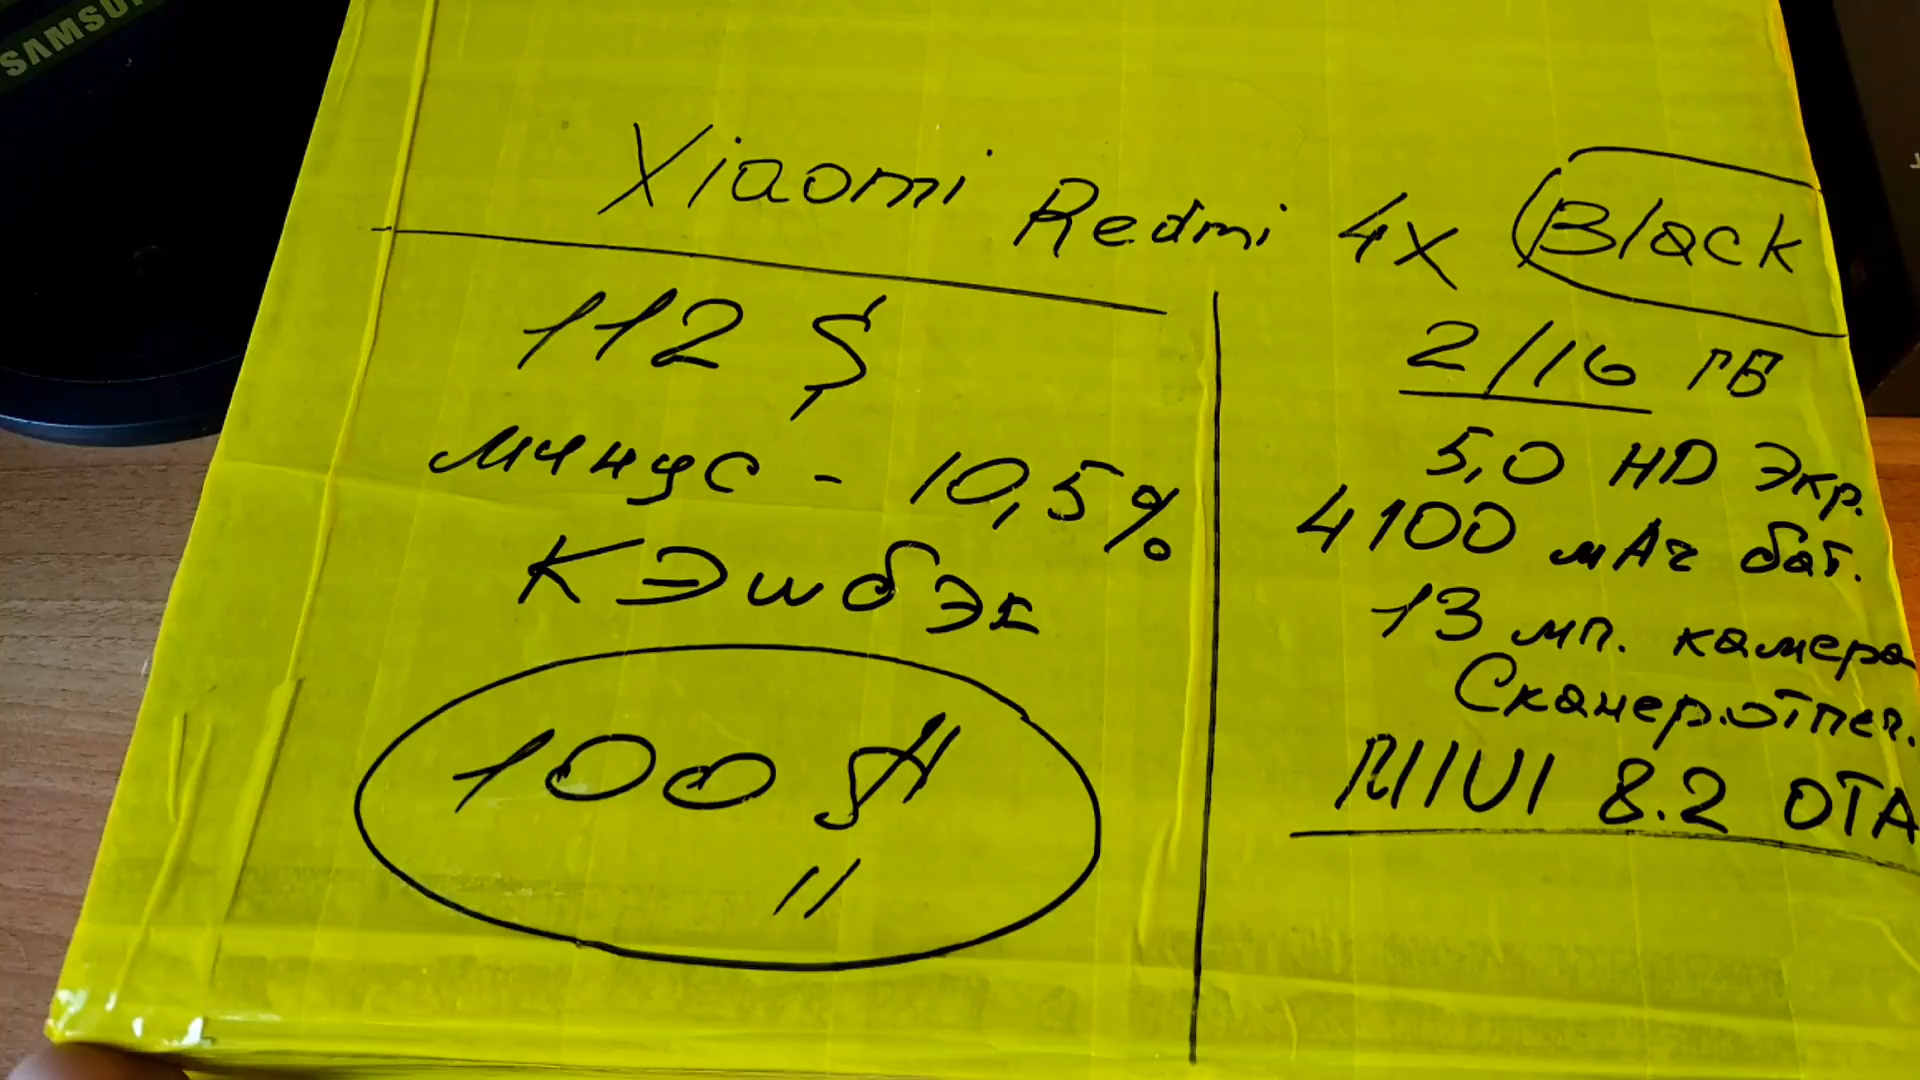 SAMSU
Xiaomi Redmi 4X Black
112 $
минус - 10,5%
Кэшбэк
100 $
2/16 ГБ
5,0 HD Экр.
4100 мАч бат.
13 мп. камера
Сканер.отпеч.
MIUI 8.2 OTA